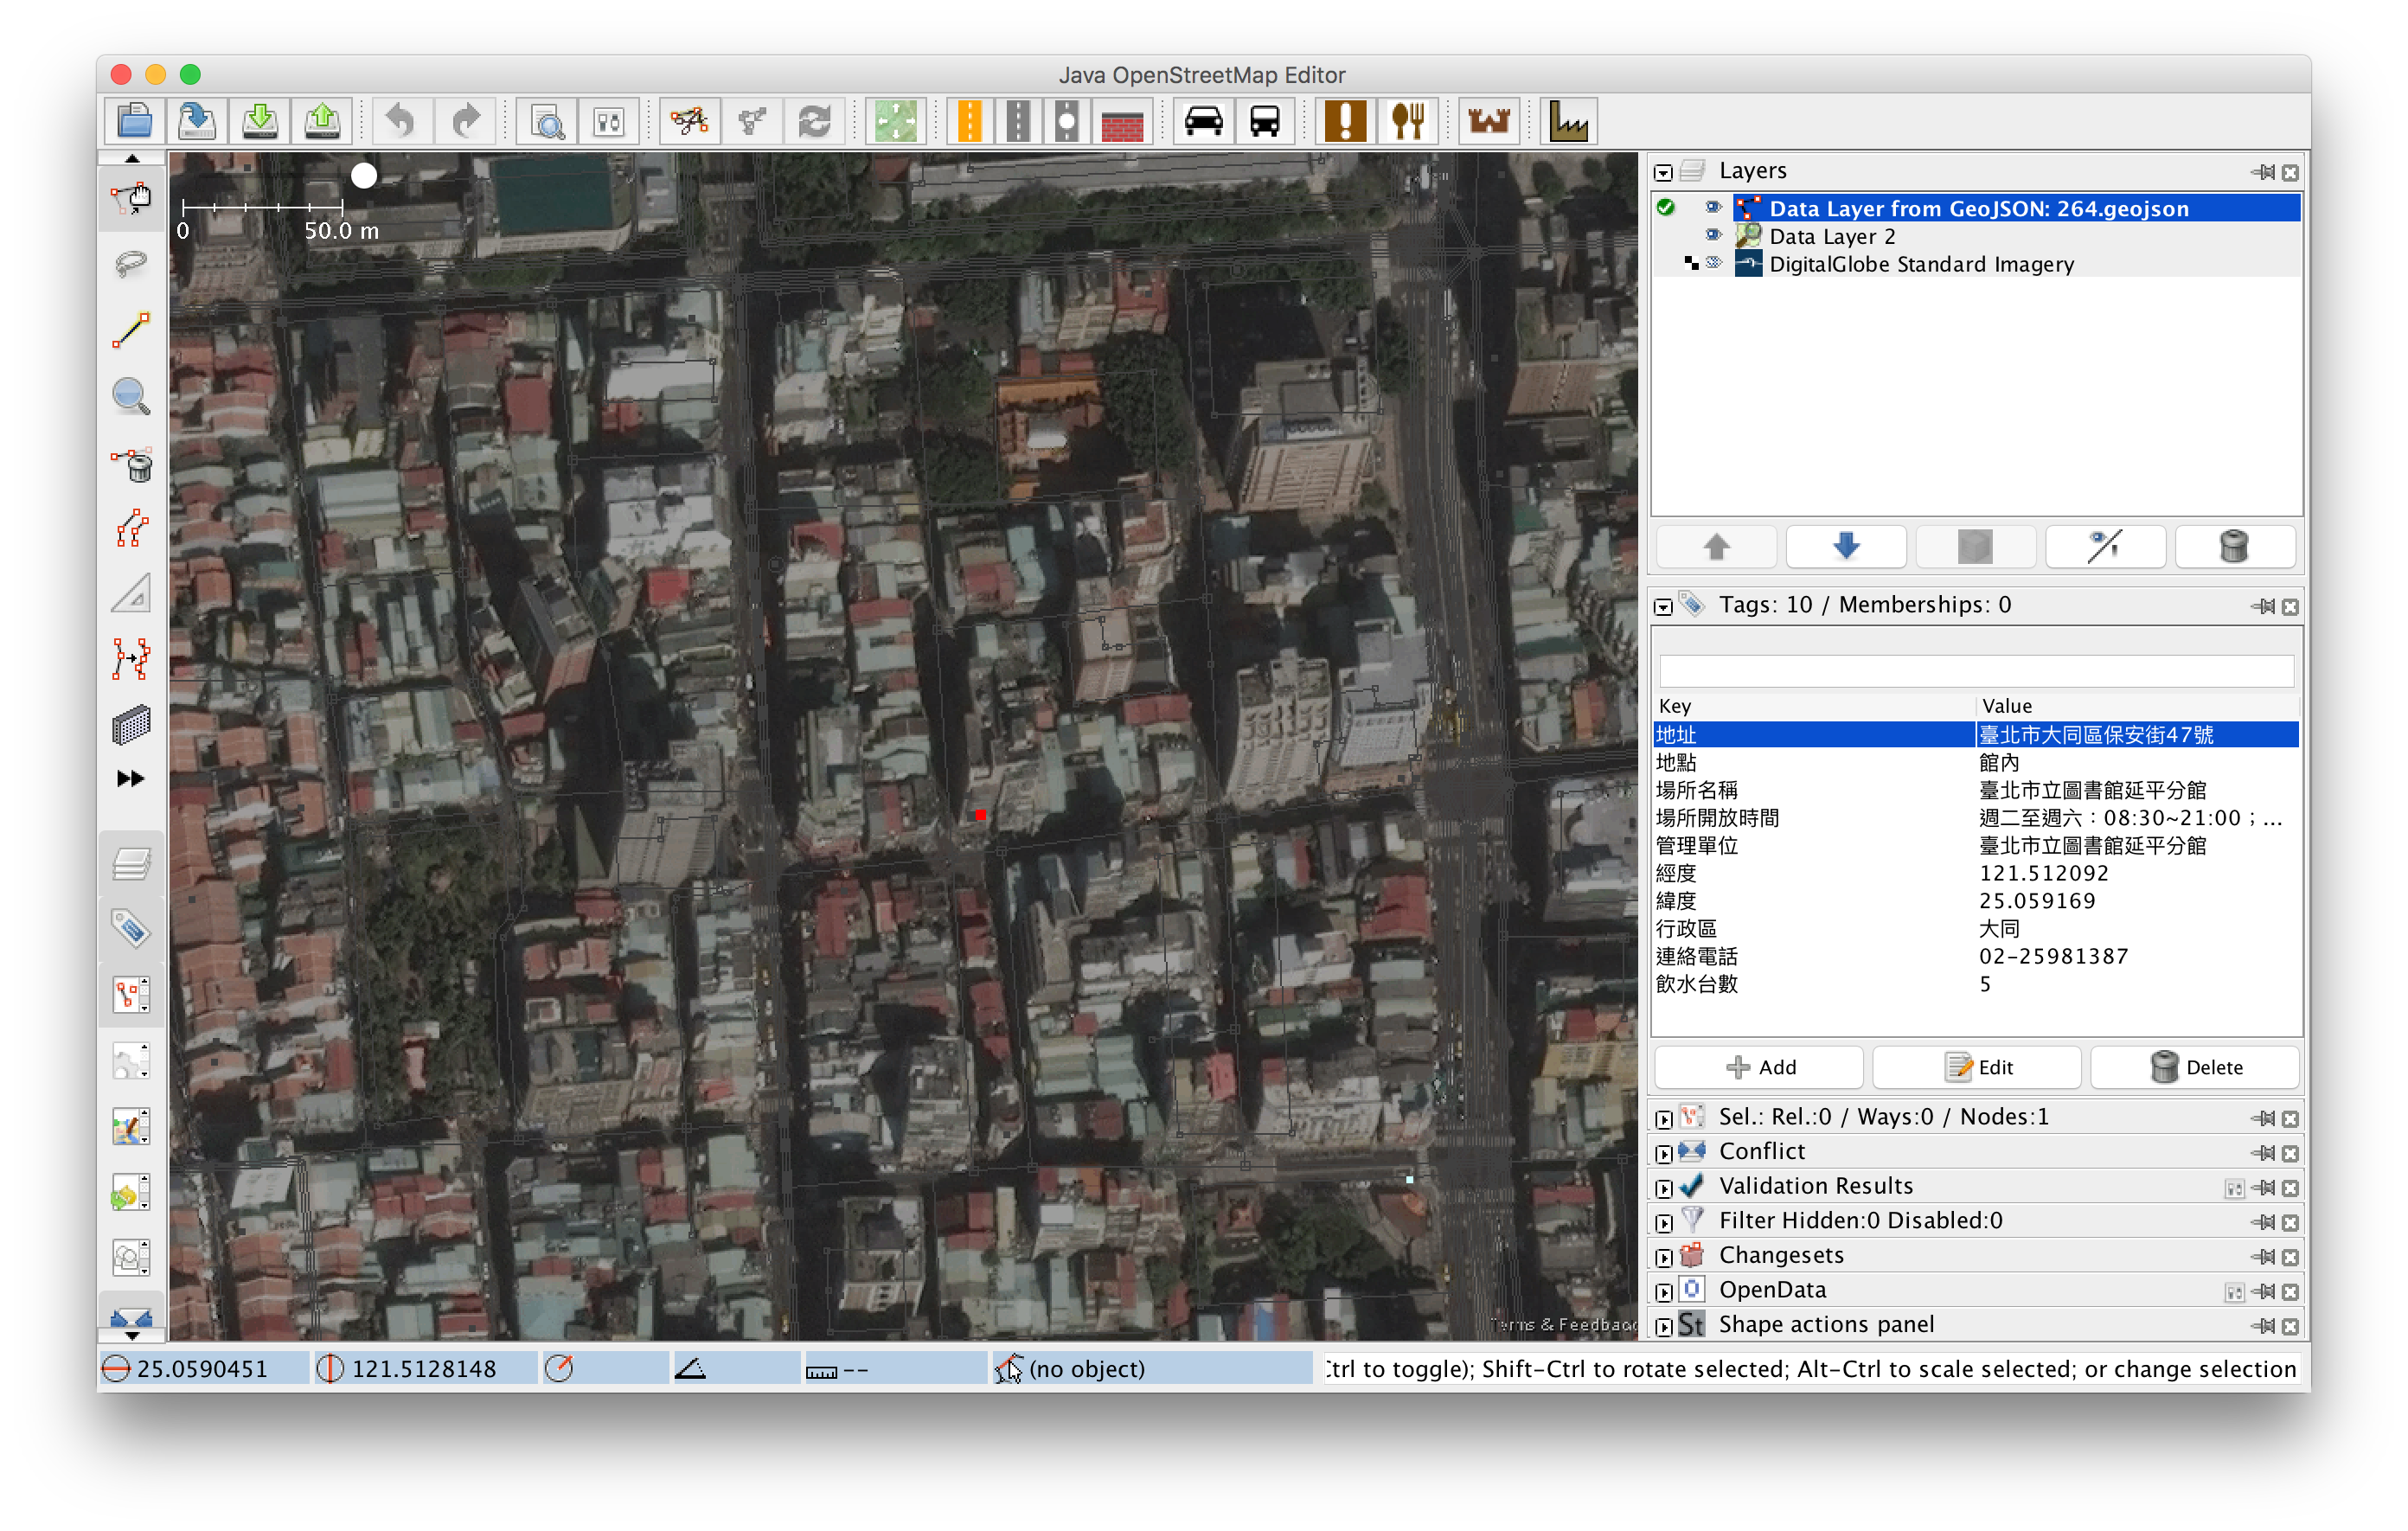 Java OpenStreetMap Editor
0 50.0 m
Layers
Data Layer from GeoJSON: 264.geojson
Data Layer 2
DigitalGlobe Standard Imagery
Tags: 10 / Memberships: 0
Key Value
地址 臺北市大同區保安街47號
地點 館內
場所名稱 臺北市立圖書館延平分館
場所開放時間 週二至週六：08:30~21:00；...
管理單位 臺北市立圖書館延平分館
經度 121.512092
緯度 25.059169
行政區 大同
連絡電話 02-25981387
飲水台數 5
Add Edit Delete
Sel.: Rel.:0 / Ways:0 / Nodes:1
Conflict
Validation Results
Filter Hidden:0 Disabled:0
Changesets
OpenData
St Shape actions panel
Terms & Feedback
25.0590451 121.5128148 -- (no object) Ctrl to toggle); Shift-Ctrl to rotate selected; Alt-Ctrl to scale selected; or change selection